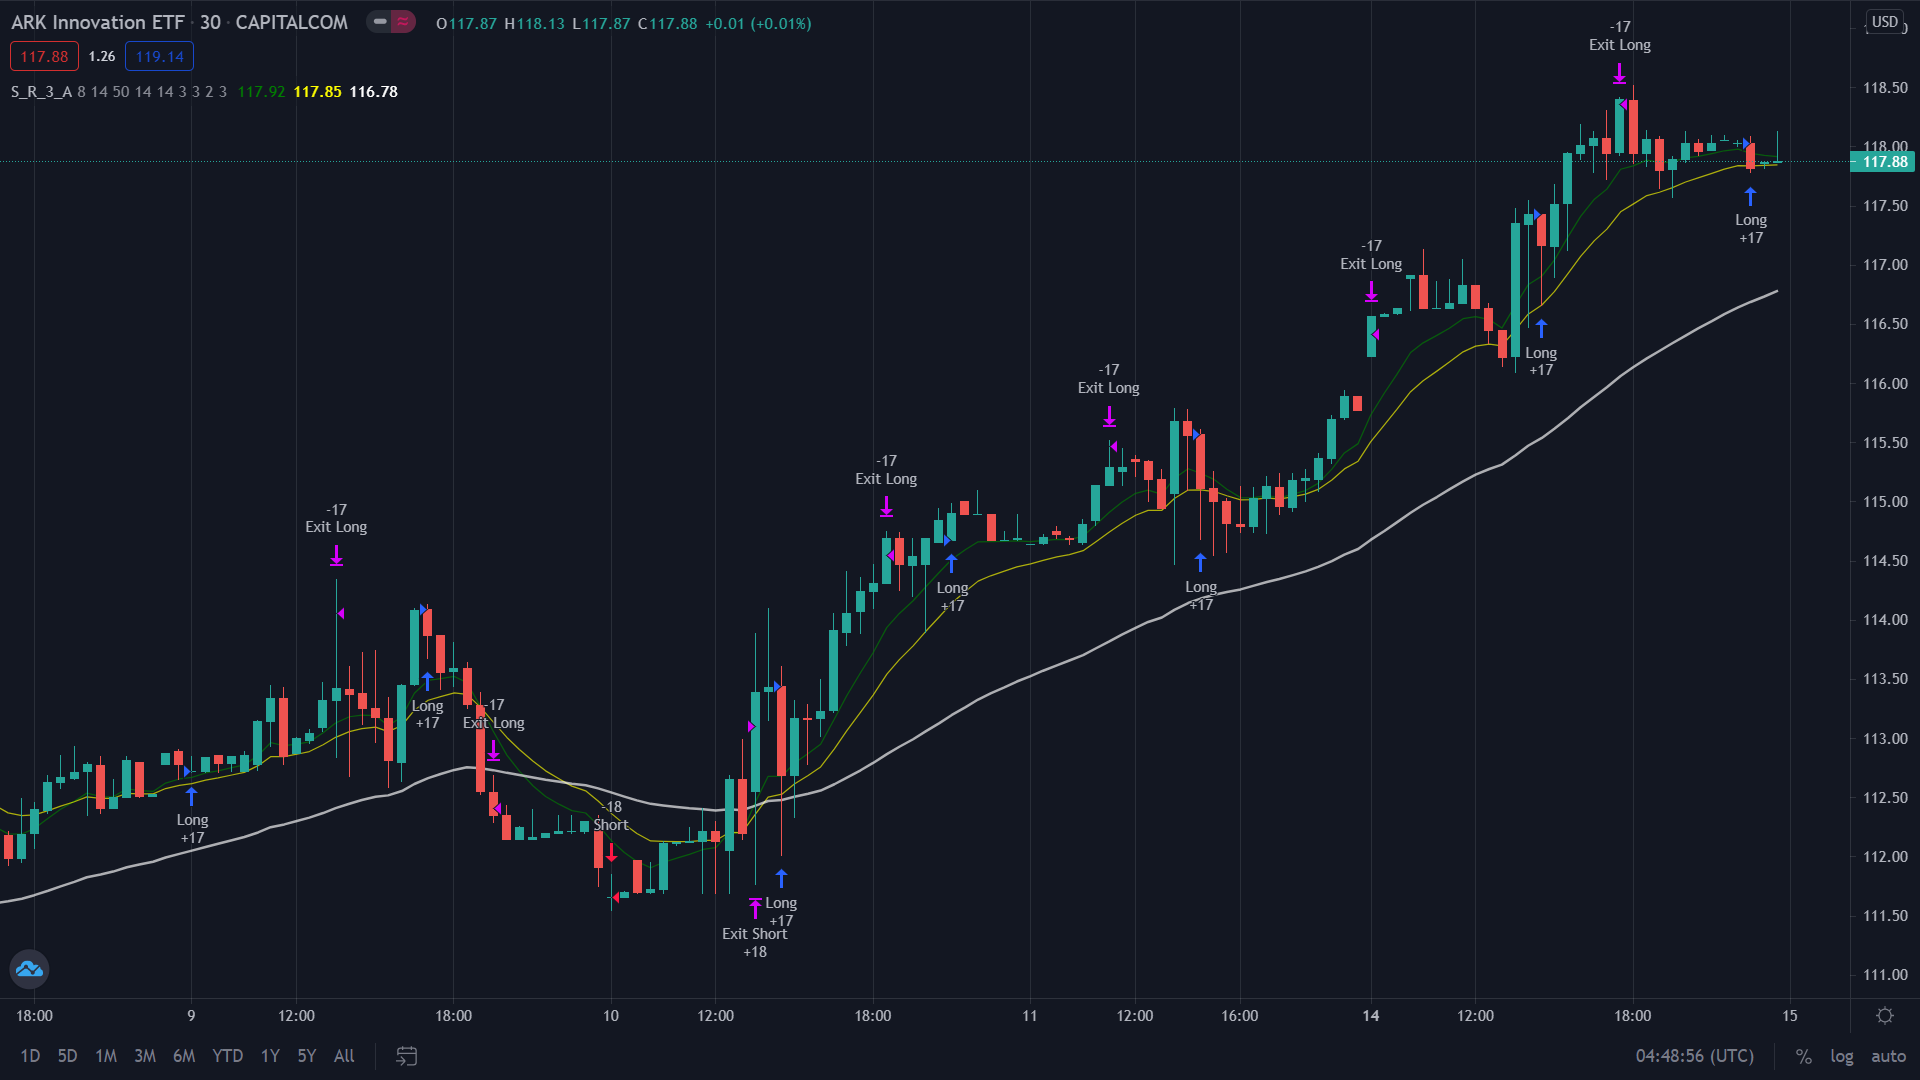 ARK Innovation ETF · 30 · CAPITALCOM O117.87 H118.13 L117.87 C117.88 +0.01 (+0.01%)
117.88 1.26 119.14
S_R_3_A 8 14 50 14 14 3 3 2 3 117.92 117.85 116.78
USD
-17
Exit Long
118.50
118.00
117.88
117.50
Long
+17
-17
Exit Long
117.00
116.50
Long
+17
-17
Exit Long
116.00
115.50
-17
Exit Long
115.00
-17
Exit Long
114.50
Long
+17
Long
+17
114.00
113.50
Long
+17
-17
Exit Long
113.00
112.50
-18
Short
Long
+17
112.00
111.50
Long
+17
Exit Short
+18
111.00
18:00 9 12:00 18:00 10 12:00 18:00 11 12:00 16:00 14 12:00 18:00 15
1D 5D 1M 3M 6M YTD 1Y 5Y All 04:48:56 (UTC) % log auto